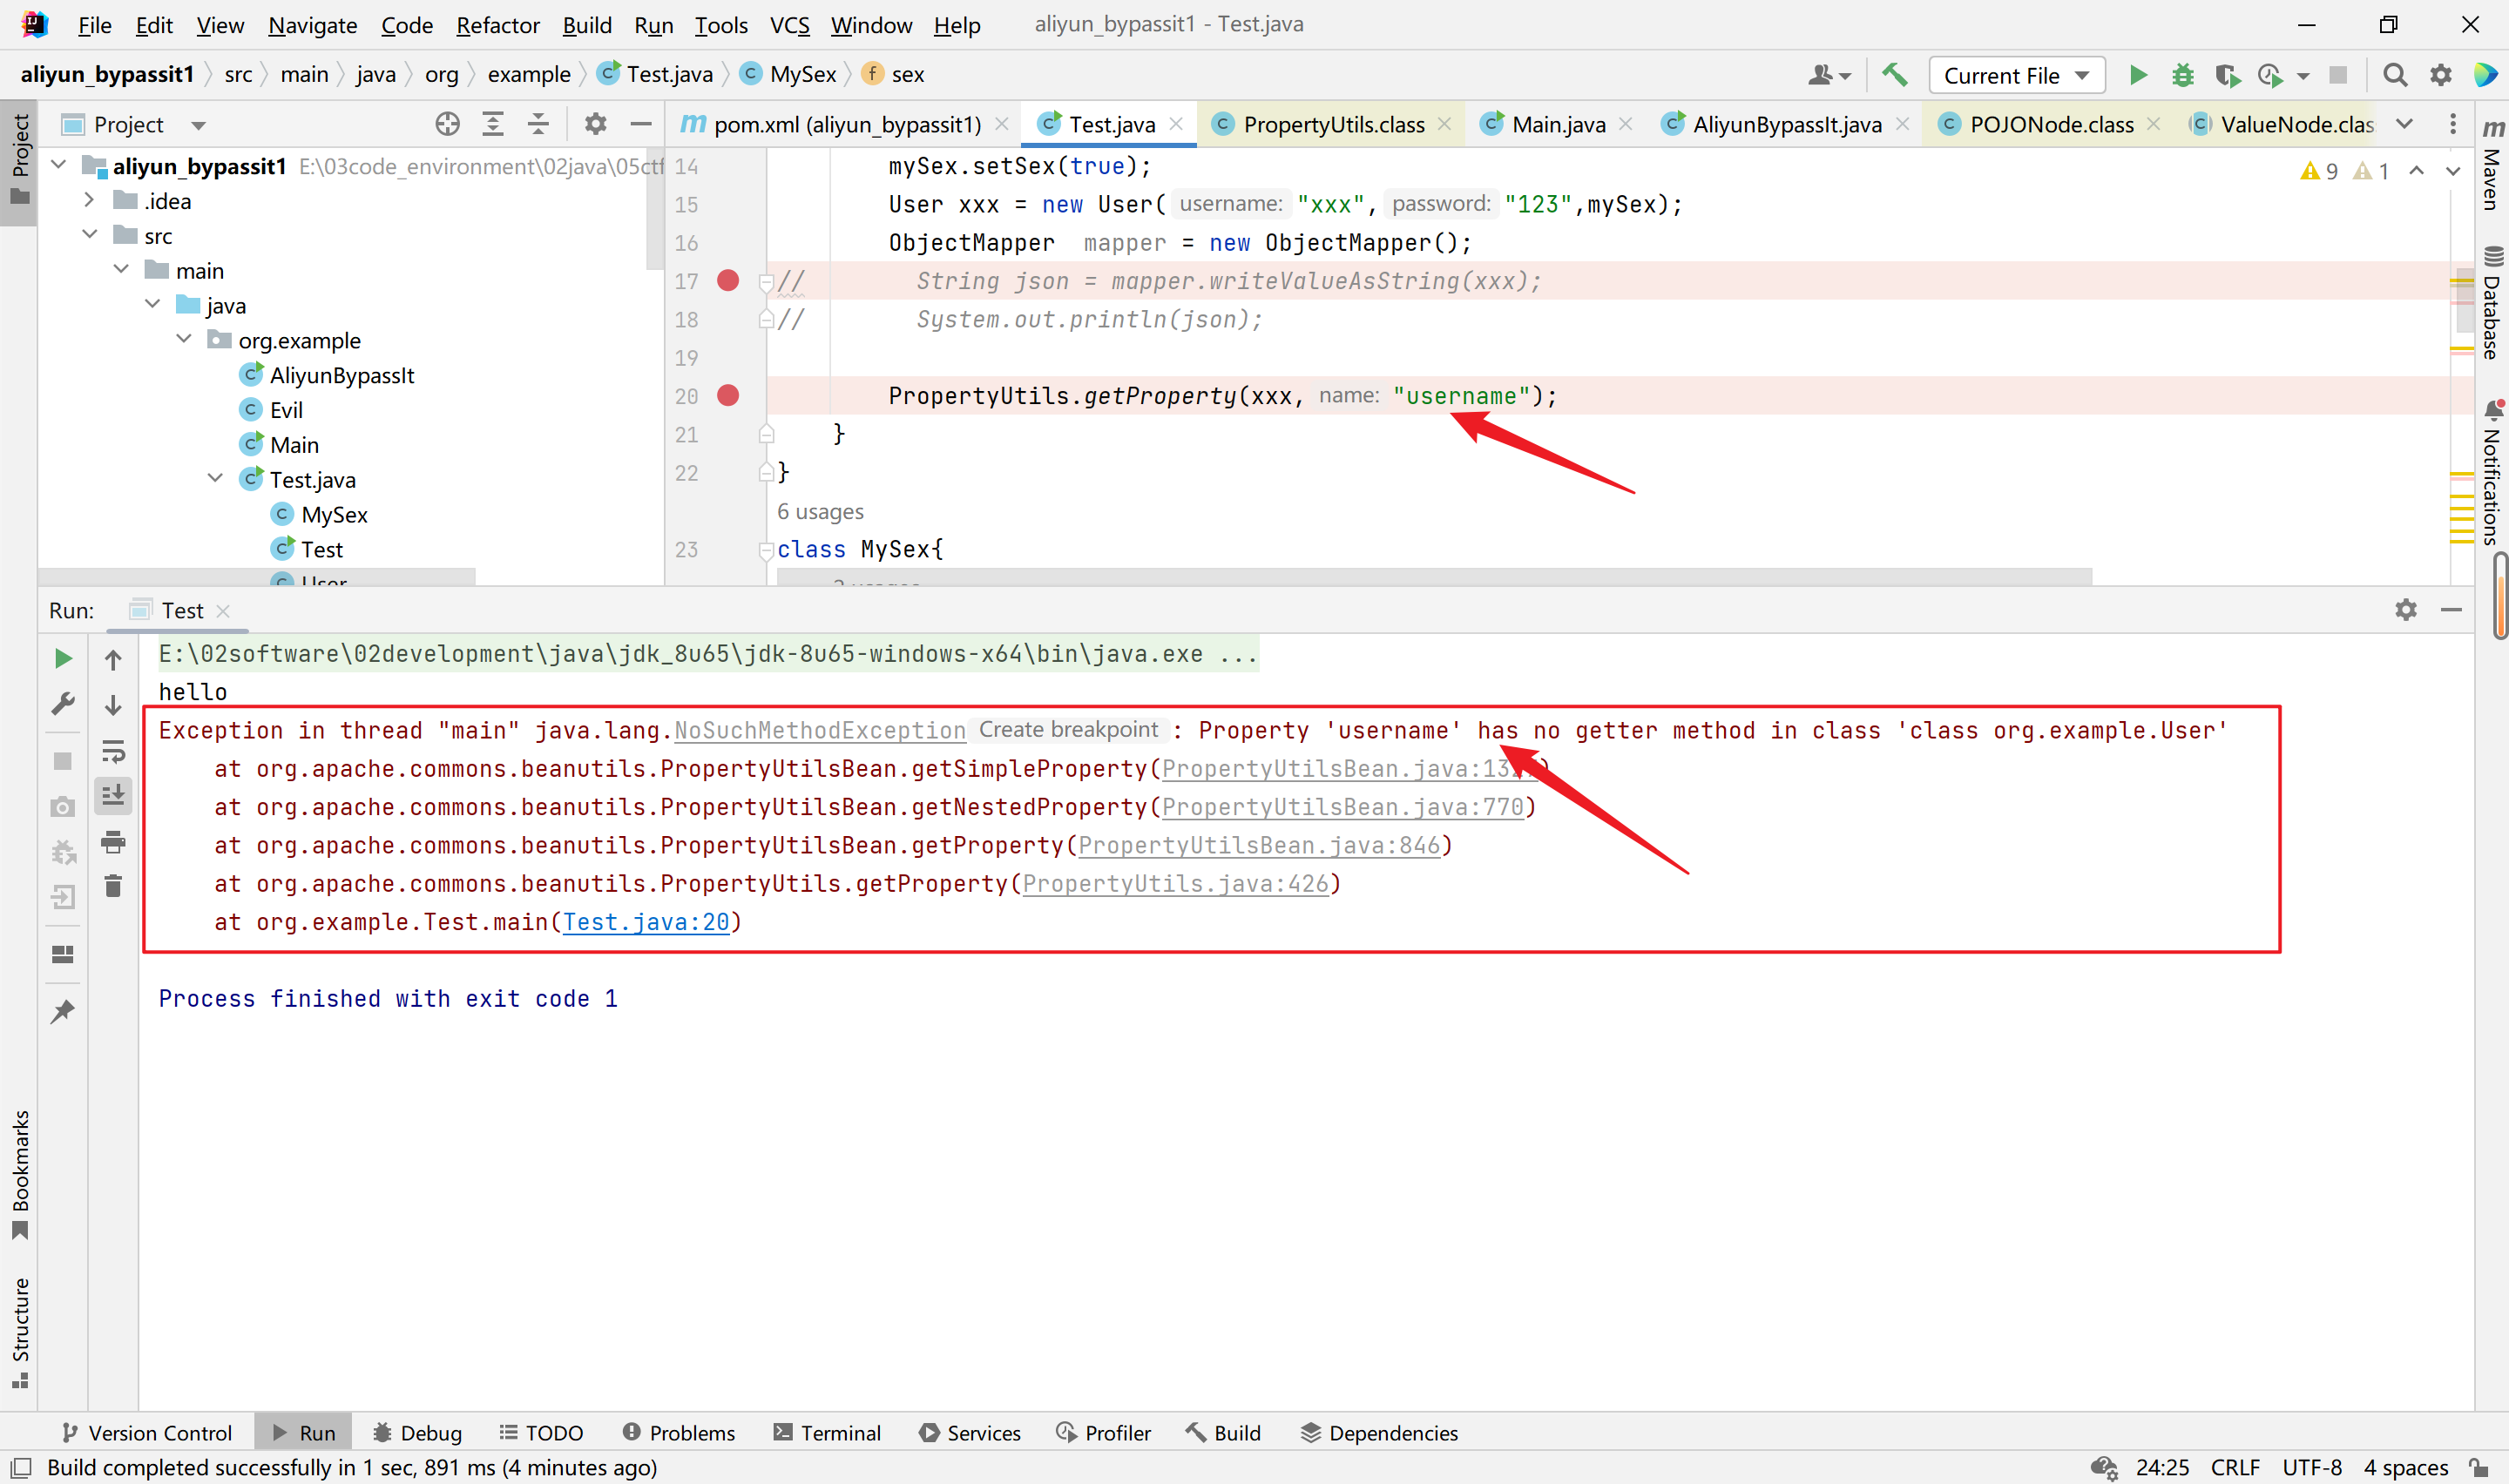 File Edit View Navigate Code Refactor Build Run Tools VCS Window Help aliyun_bypassit1 - Test.java
aliyun_bypassit1 src main java org example Test.java MySex sex Current File
Project pom.xml (aliyun_bypassit1) Test.java PropertyUtils.class Main.java AliyunBypassIt.java POJONode.class ValueNode.clas
Project
aliyun_bypassit1 E:\03code_environment\02java\05ctf
.idea
src
main
java
org.example
AliyunBypassIt
Evil
Main
Test.java
MySex
Test
User
14 mySex.setSex(true);
15 User xxx = new User( username: "xxx", password: "123",mySex);
16 ObjectMapper mapper = new ObjectMapper();
17 // String json = mapper.writeValueAsString(xxx);
18 // System.out.println(json);
19
20 PropertyUtils.getProperty(xxx, name: "username");
21 }
22 }
6 usages
23 class MySex{
9 1
Maven
Database
Notifications
Run: Test
E:\02software\02development\java\jdk_8u65\jdk-8u65-windows-x64\bin\java.exe ...
hello
Exception in thread "main" java.lang.NoSuchMethodException Create breakpoint : Property 'username' has no getter method in class 'class org.example.User'
at org.apache.commons.beanutils.PropertyUtilsBean.getSimpleProperty(PropertyUtilsBean.java:
at org.apache.commons.beanutils.PropertyUtilsBean.getNestedProperty(PropertyUtilsBean.java:770)
at org.apache.commons.beanutils.PropertyUtilsBean.getProperty(PropertyUtilsBean.java:846)
at org.apache.commons.beanutils.PropertyUtils.getProperty(PropertyUtils.java:426)
at org.example.Test.main(Test.java:20)
Process finished with exit code 1
Bookmarks
Structure
Version Control Run Debug TODO Problems Terminal Services Profiler Build Dependencies
Build completed successfully in 1 sec, 891 ms (4 minutes ago) 24:25 CRLF UTF-8 4 spaces